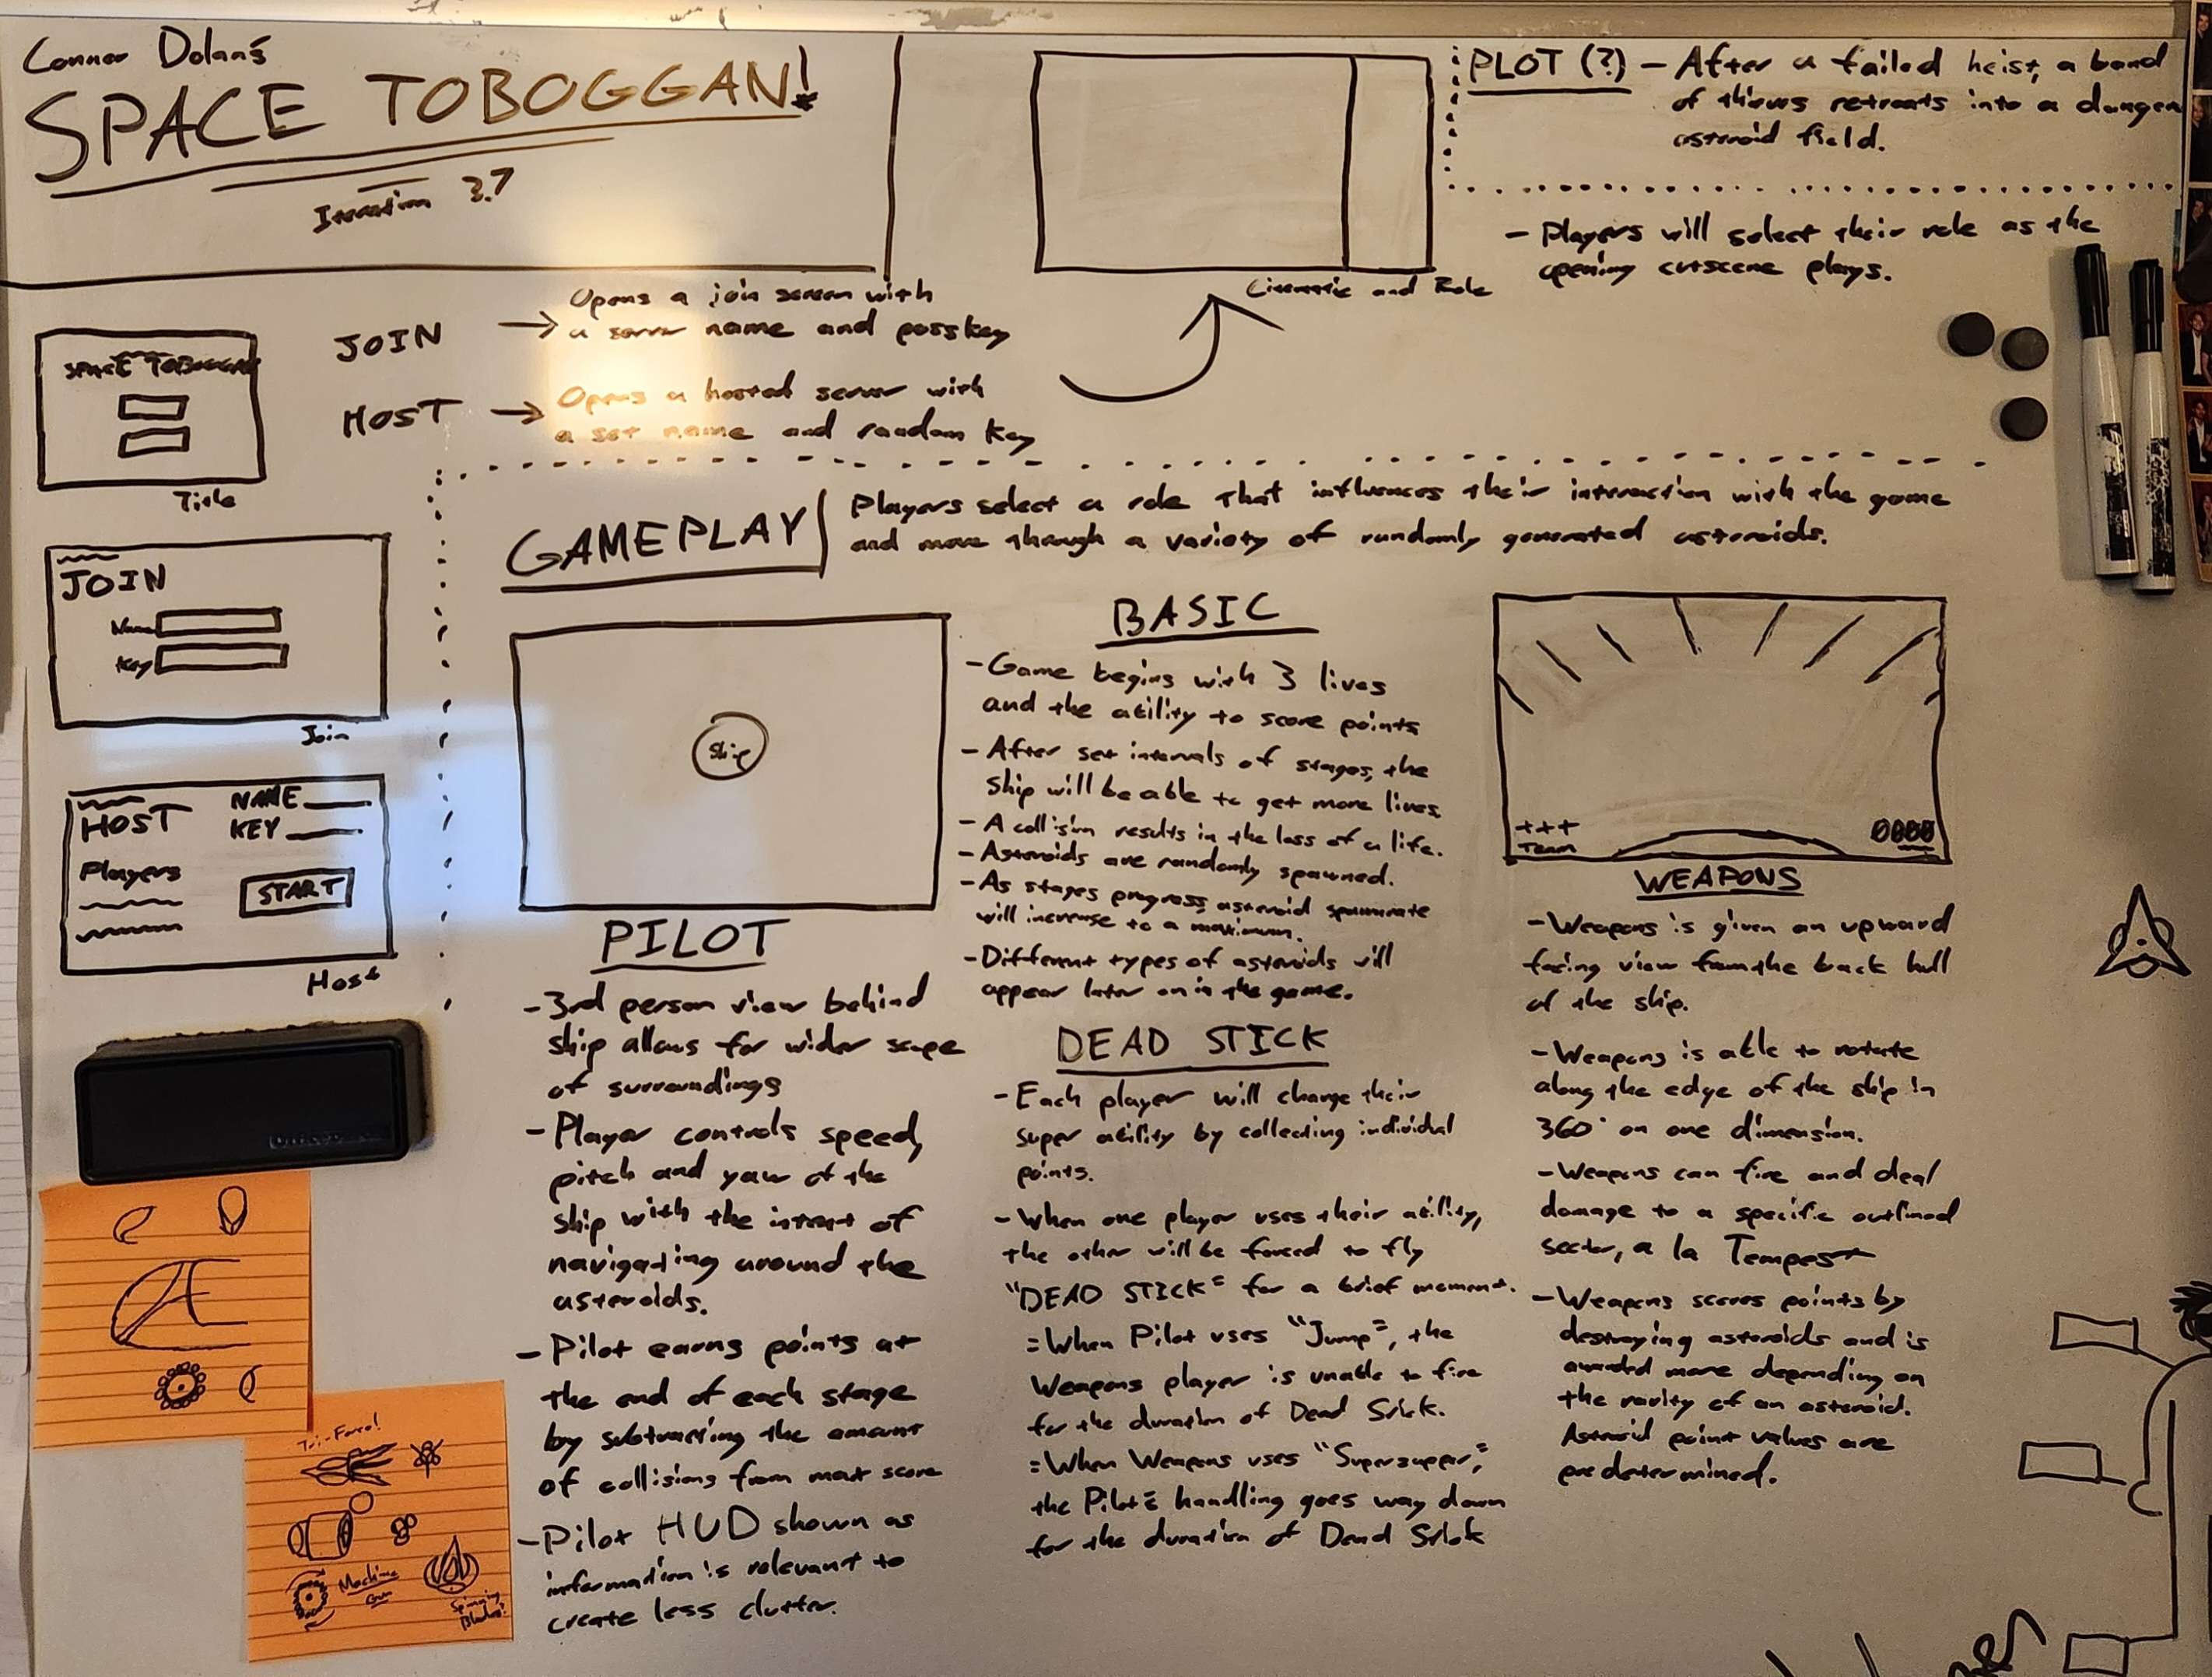 Conner Dolan's
SPACE TOBOGGAN!
Iteration 3.7
PLOT (?) — After a failed heist, a band
of thieves retreats into a danger
asteroid field.
- Players will select their role as the
opening cutscene plays.
Cinematic and Role
SPACE TOBOGGAN
Title
JOIN → Opens a join screen with
a server name and passkey
HOST → Opens a hosted server with
a set name and random key
JOIN
Name
Key
Join
HOST
NAME
KEY
Players
START
Host
GAMEPLAY
Players select a role that influences their interaction with the game
and move though a variety of randomly generated asteroids.
Ship
PILOT
- 3rd person view behind
ship allows for wider scope
of surroundings
- Player controls speed,
pitch and yaw of the
ship with the intent of
navigating around the
asteroids.
- Pilot earns points at
the end of each stage
by subtracting the amount
of collisions from max score
- Pilot HUD shown as
information is relevant to
create less clutter.
BASIC
- Game begins with 3 lives
and the ability to score points
- After set intervals of stages, the
ship will be able to get more lives
- A collision results in the loss of a life.
- Asteroids are randomly spawned.
- As stages progress, asteroid spawnrate
will increase to a maximum.
- Different types of asteroids will
appear later on in the game.
DEAD STICK
- Each player will change their
super ability by collecting individual
points.
- When one player uses their ability,
the other will be forced to fly
"DEAD STICK" for a brief moment.
= When Pilot uses "Jump", the
Weapons player is unable to fire
for the duration of Dead Stick.
= When Weapons uses "Superzapper,"
the Pilot's handling goes way down
for the duration of Dead Stick
+++
Team
0000
WEAPONS
- Weapons is given an upward
facing view from the back hull
of the ship.
- Weapons is able to rotate
along the edge of the ship in
360° on one dimension.
- Weapons can fire and deal
damage to a specific outlined
sector, a la Tempest
- Weapons scores points by
destroying asteroids and is
awarded more depending on
the rarity of an asteroid.
Asteroid point values are
predetermined.
Tri-Force!
Machine
Gun
Spinning
Blades!